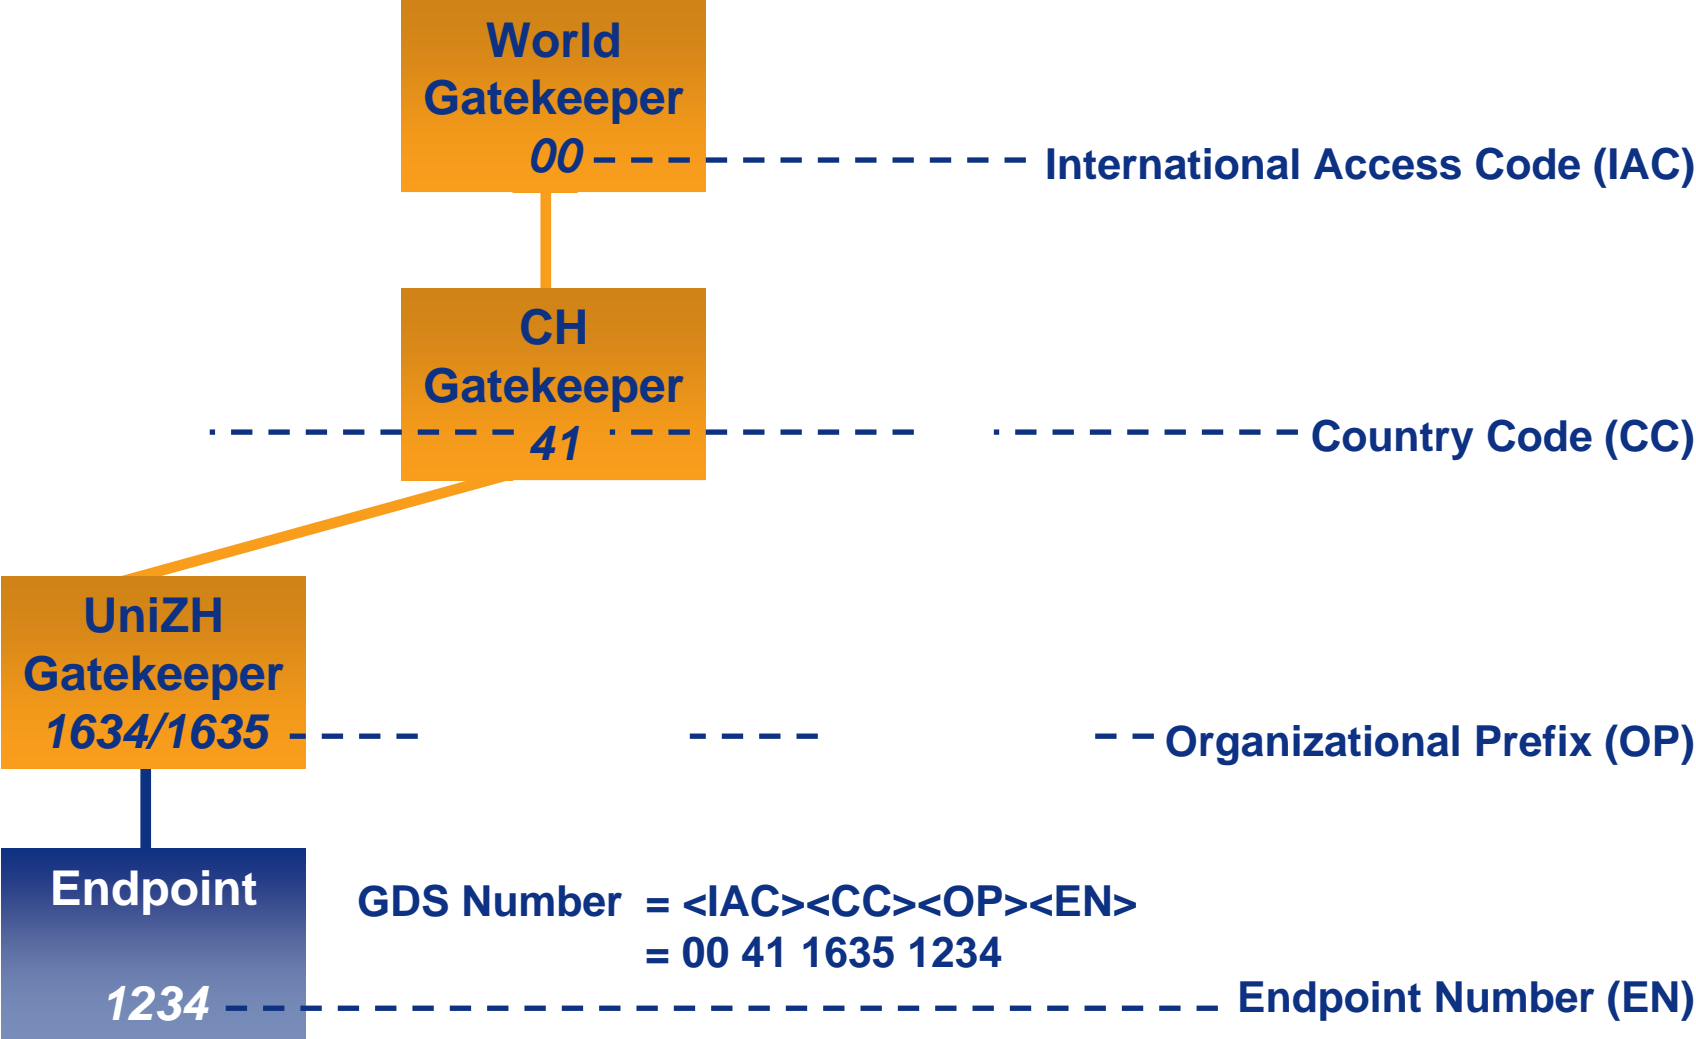 World
Gatekeeper
00
International Access Code (IAC)
CH
Gatekeeper
41
Country Code (CC)
UniZH
Gatekeeper
1634/1635
Organizational Prefix (OP)
Endpoint
GDS Number = <IAC><CC><OP><EN>
= 00 41 1635 1234
1234
Endpoint Number (EN)